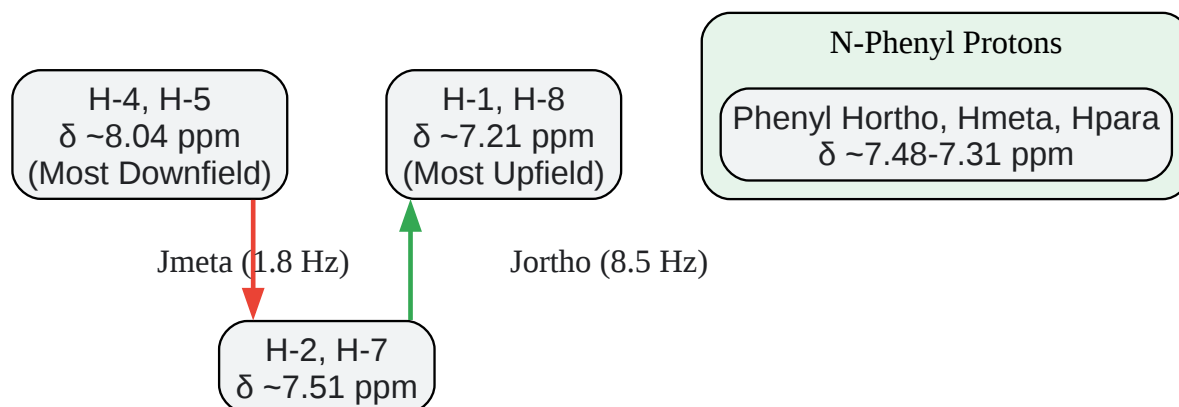 N-Phenyl Protons
H-4, H-5
δ ~8.04 ppm
(Most Downfield)
H-1, H-8
δ ~7.21 ppm
(Most Upfield)
Phenyl Hortho, Hmeta, Hpara
δ ~7.48-7.31 ppm
Jmeta (1.8 Hz)
Jortho (8.5 Hz)
H-2, H-7
δ ~7.51 ppm